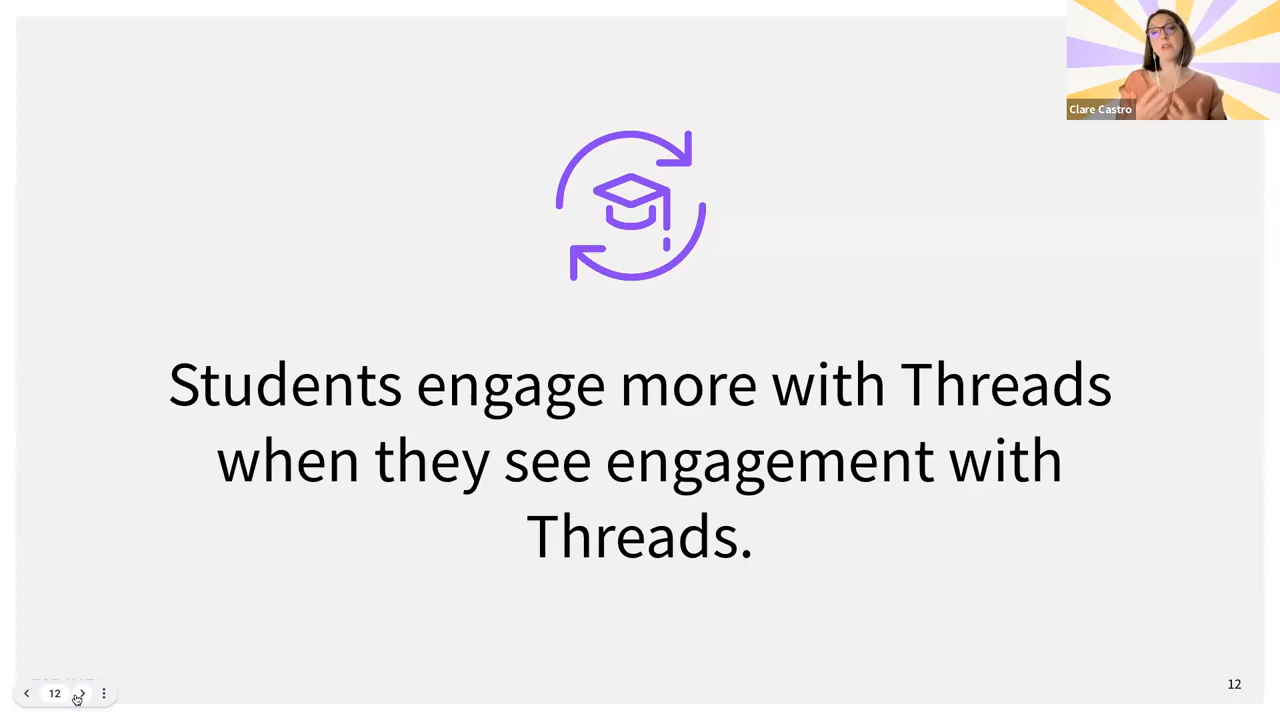 Clare Castro
Students engage more with Threads
when they see engagement with
Threads.
12
12